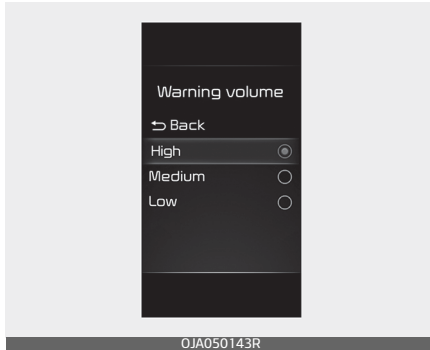 Warning volume
Back
High
Medium
Low
OJA050143R